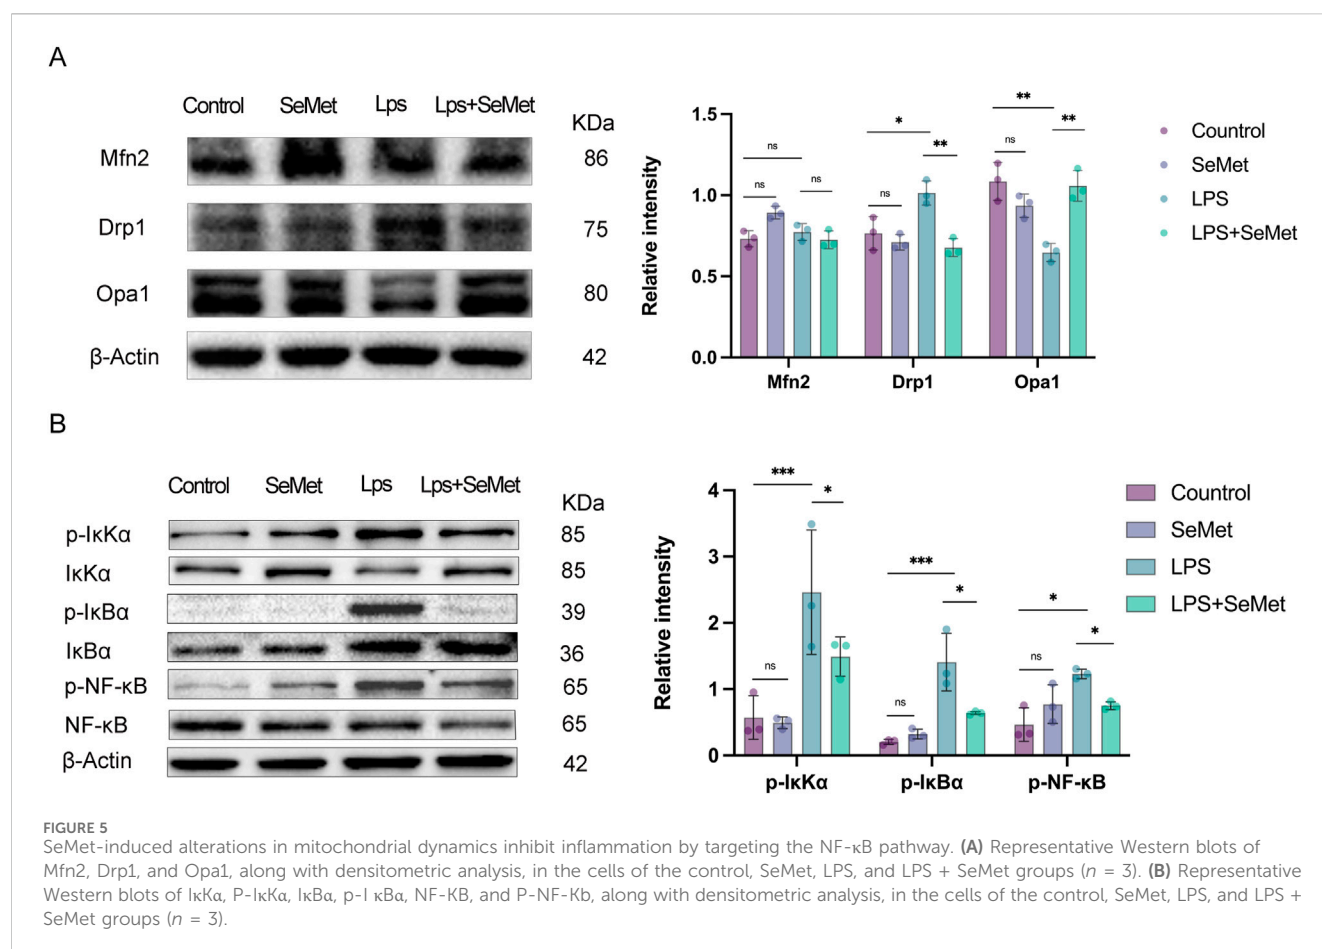 A
Control SeMet Lps Lps+SeMet
KDa
Mfn2 86
Drp1 75
Opa1 80
β-Actin 42
Relative intensity
1.5
1.0
0.5
0.0
ns
ns
ns
*
ns
**
**
ns
**
Mfn2 Drp1 Opa1
Countrol
SeMet
LPS
LPS+SeMet
B
Control SeMet Lps Lps+SeMet
KDa
p-IκKα 85
IκKα 85
p-IκBα 39
IκBα 36
p-NF-κB 65
NF-κB 65
β-Actin 42
Relative intensity
4
3
2
1
0
***
*
ns
***
*
ns
*
*
ns
p-IκKα p-IκBα p-NF-κB
Countrol
SeMet
LPS
LPS+SeMet
FIGURE 5
SeMet-induced alterations in mitochondrial dynamics inhibit inflammation by targeting the NF-κB pathway. (A) Representative Western blots of
Mfn2, Drp1, and Opa1, along with densitometric analysis, in the cells of the control, SeMet, LPS, and LPS + SeMet groups (n = 3). (B) Representative
Western blots of IκKα, P-IκKα, IκBα, p-I κBα, NF-KB, and P-NF-Kb, along with densitometric analysis, in the cells of the control, SeMet, LPS, and LPS +
SeMet groups (n = 3).